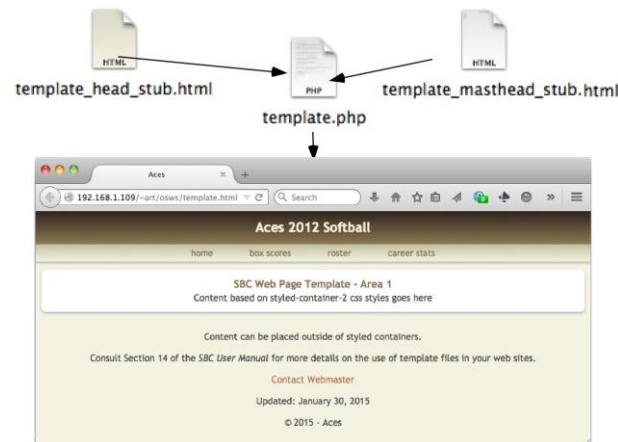 HTML
HTML
template_head_stub.html
PHP
template_masthead_stub.html
template.php
Aces
192.168.1.109/~art/osws/template.html
Search
Aces 2012 Softball
home box scores roster career stats
SBC Web Page Template - Area 1
Content based on styled-container-2 css styles goes here
Content can be placed outside of styled containers.
Consult Section 14 of the SBC User Manual for more details on the use of template files in your web sites.
Contact Webmaster
Updated: January 30, 2015
© 2015 - Aces